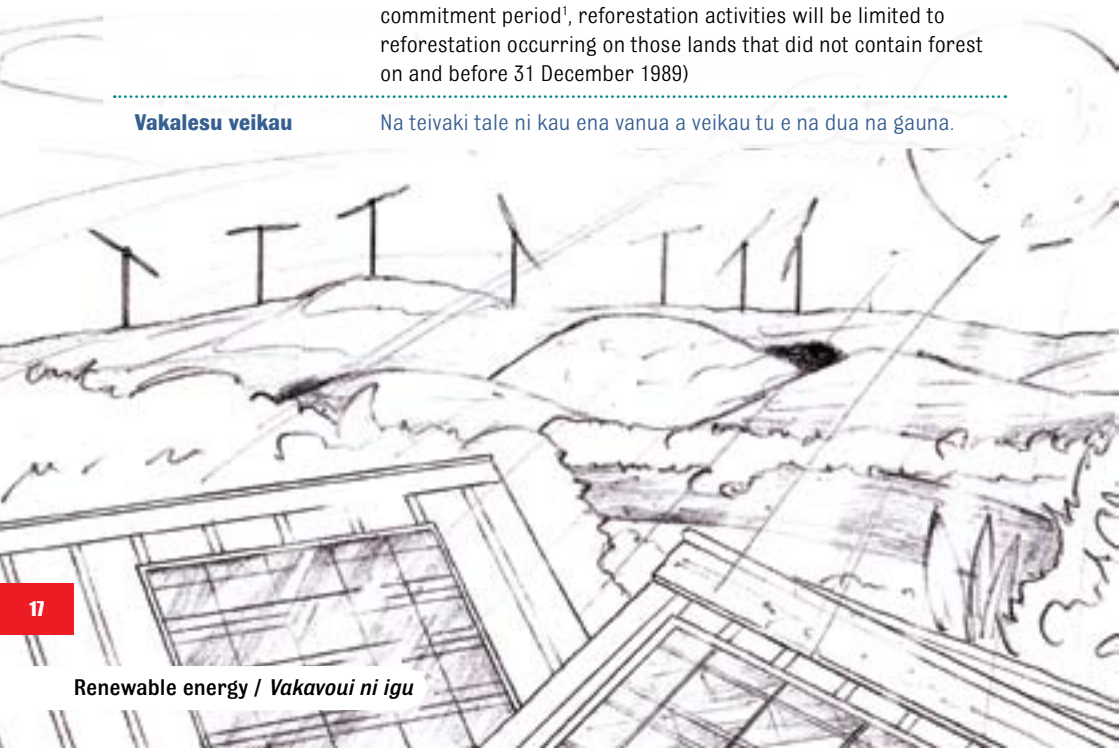 commitment period¹, reforestation activities will be limited to
reforestation occurring on those lands that did not contain forest
on and before 31 December 1989)
Vakalesu veikau Na teivaki tale ni kau ena vanua a veikau tu e na dua na gauna.
17
Renewable energy / Vakavoui ni igu